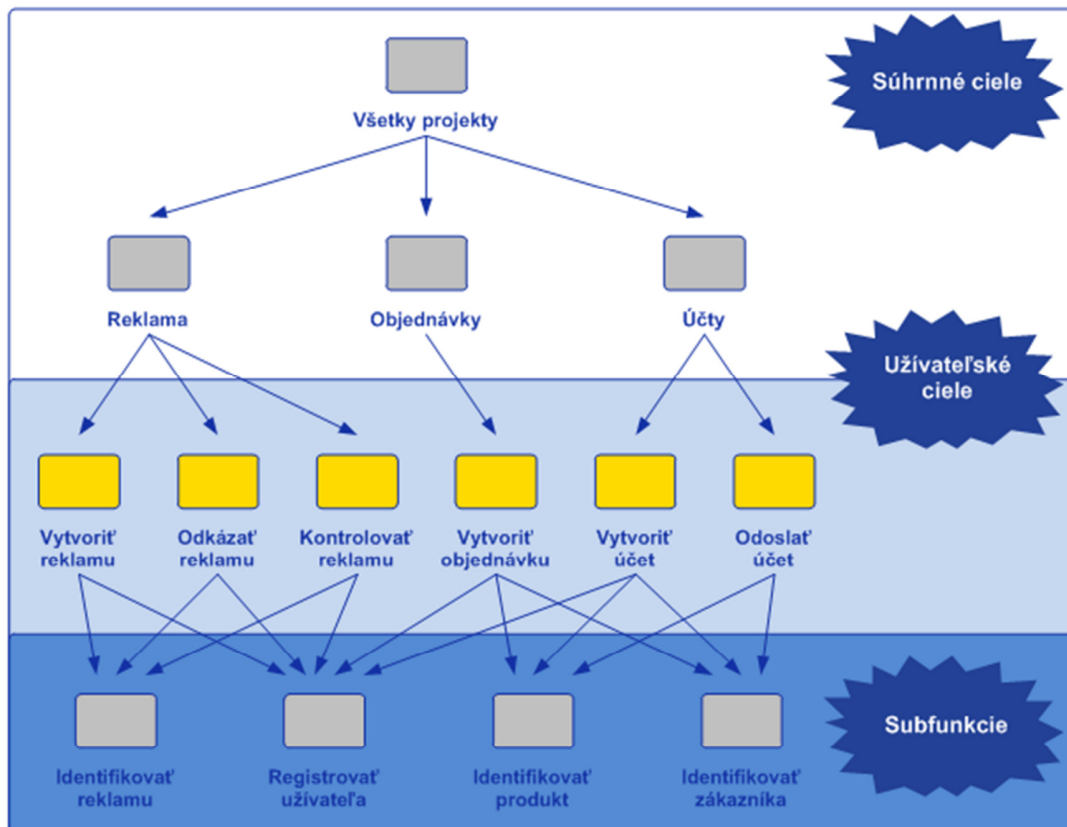 Súhrnné ciele
Všetky projekty
Reklama
Objednávky
Účty
Užívateľské
ciele
Vytvoriť
reklamu
Odkázať
reklamu
Kontrolovať
reklamu
Vytvoriť
objednávku
Vytvoriť
účet
Odoslať
účet
Subfunkcie
Identifikovať
reklamu
Registrovať
užívateľa
Identifikovať
produkt
Identifikovať
zákazníka